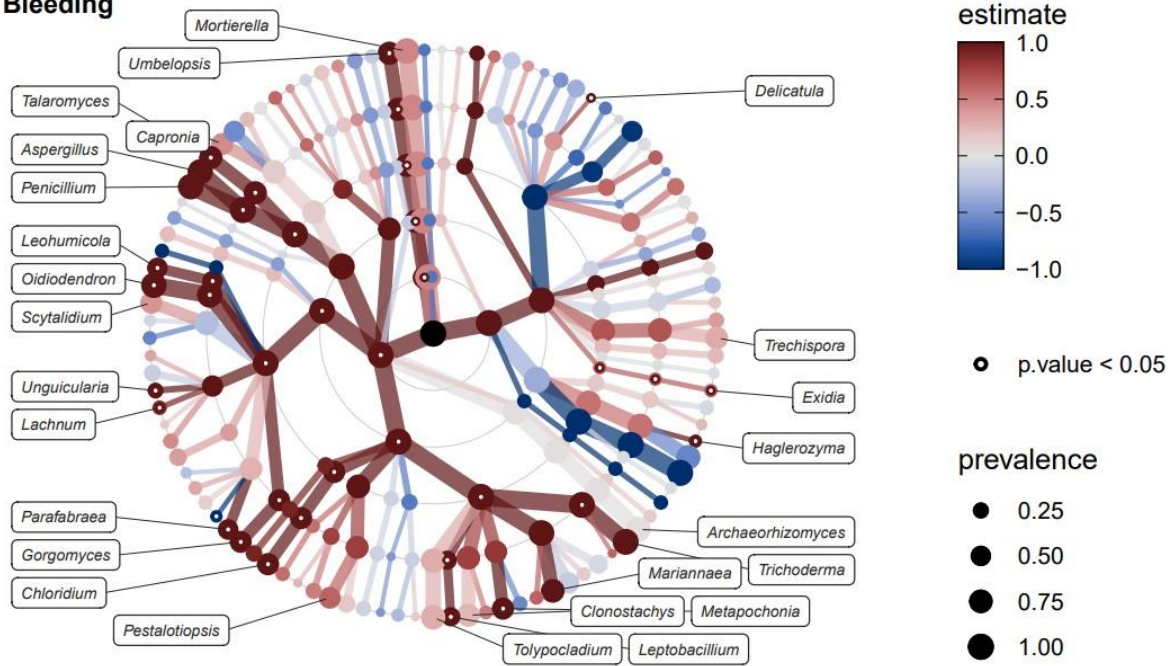 Bleeding
Mortierella
Umbelopsis
Talaromyces
Capronia
Aspergillus
Penicillium
Leohumicola
Oidiodendron
Scytalidium
Unguicularia
Lachnum
Parafabraea
Gorgomyces
Chloridium
Pestalotiopsis
Delicatula
Trechispora
Exidia
Haglerozyma
Archaeorhizomyces
Mariannaea Trichoderma
Clonostachys Metapochonia
Tolypocladium Leptobacillium
estimate
1.0
0.5
0.0
−0.5
−1.0
p.value < 0.05
prevalence
0.25
0.50
0.75
1.00